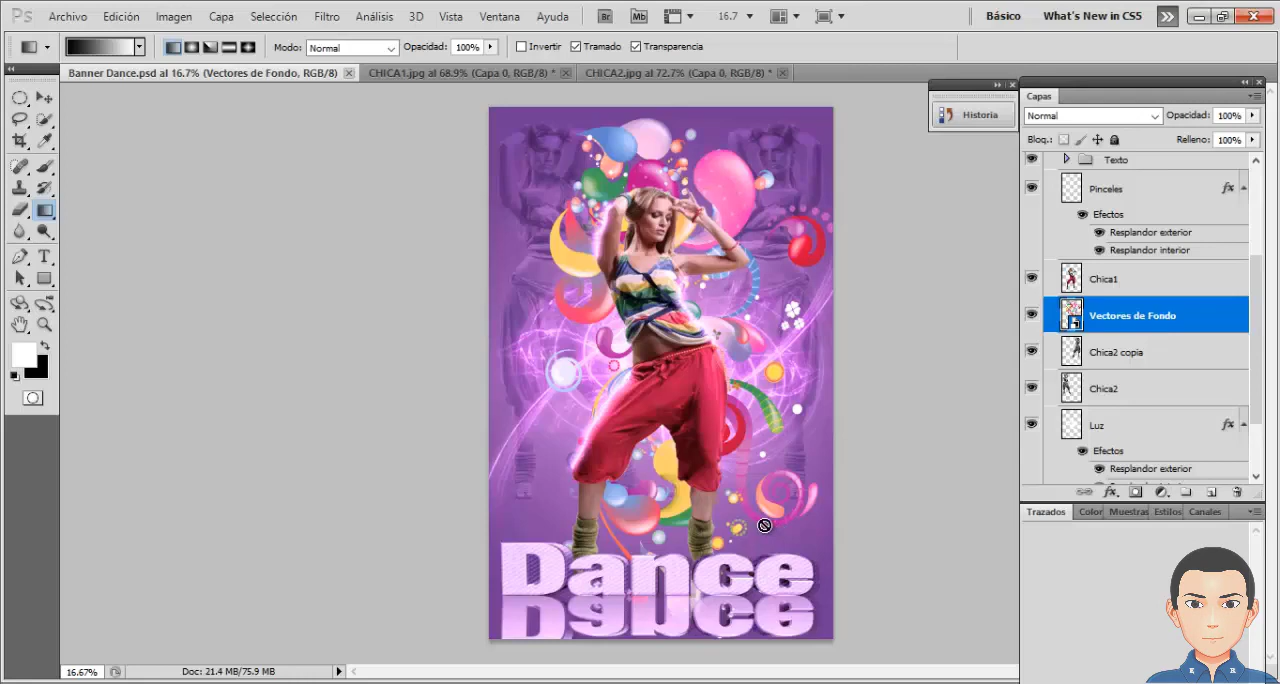 Ps Archivo Edición Imagen Capa Selección Filtro Análisis 3D Vista Ventana Ayuda Br Mb 16.7 Básico What's New in CS5
Modo: Normal Opacidad: 100% Invertir Tramado Transparencia
Banner Dance.psd al 16.7% (Vectores de Fondo, RGB/8) CHICA1.jpg al 68.9% (Capa 0, RGB/8) * CHICA2.jpg al 72.7% (Capa 0, RGB/8) *
Historia
Capas
Normal Opacidad: 100%
Bloq.: Relleno: 100%
Texto
Pinceles fx
Efectos
Resplandor exterior
Resplandor interior
Chica1
Vectores de Fondo
Chica2 copia
Chica2
Luz fx
Efectos
Resplandor exterior
fx
Trazados Color Muestras Estilos Canales
T
Dance
K R
16.67% Doc: 21.4 MB/75.9 MB